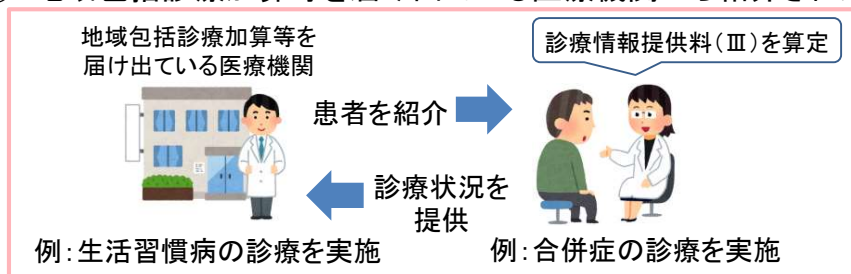 地域包括診療加算等を
届け出ている医療機関
診療情報提供料(Ⅲ)を算定
患者を紹介
診療状況を
提供
例:生活習慣病の診療を実施
例:合併症の診療を実施